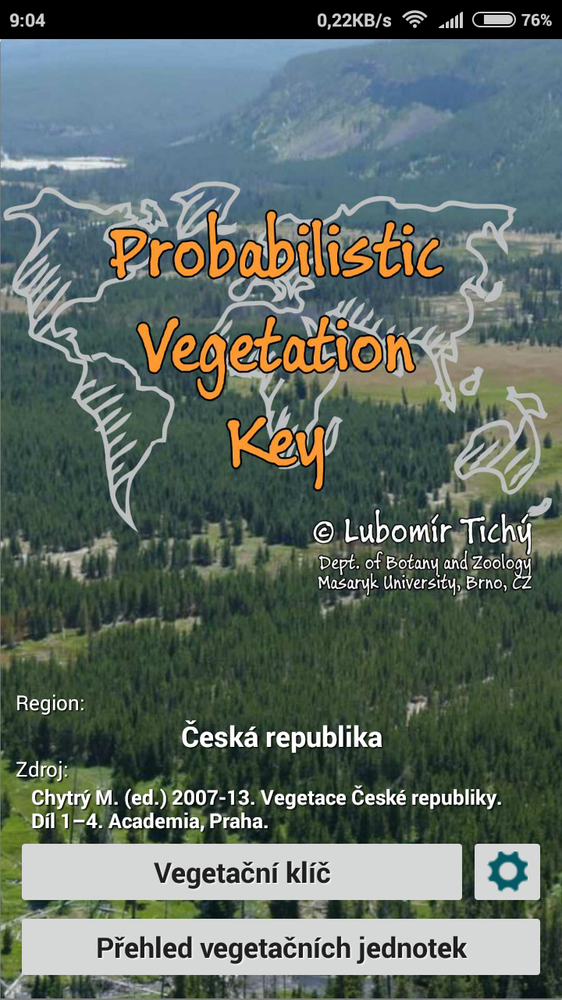 9:04 0,22KB/s 76%
Probabilistic
Vegetation
Key
© Lubomír Tichý
Dept. of Botany and Zoology
Masaryk University, Brno, CZ
Region:
Česká republika
Zdroj:
Chytrý M. (ed.) 2007-13. Vegetace České republiky.
Díl 1–4. Academia, Praha.
Vegetační klíč
Přehled vegetačních jednotek